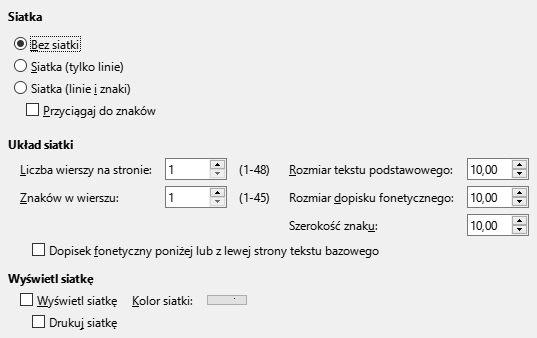 Siatka
Bez siatki
Siatka (tylko linie)
Siatka (linie i znaki)
Przyciągaj do znaków
Układ siatki
Liczba wierszy na stronie: 1 (1-48) Rozmiar tekstu podstawowego: 10,00
Znaków w wierszu: 1 (1-45) Rozmiar dopisku fonetycznego: 10,00
Szerokość znaku: 10,00
Dopisek fonetyczny poniżej lub z lewej strony tekstu bazowego
Wyświetl siatkę
Wyświetl siatkę Kolor siatki:
Drukuj siatkę